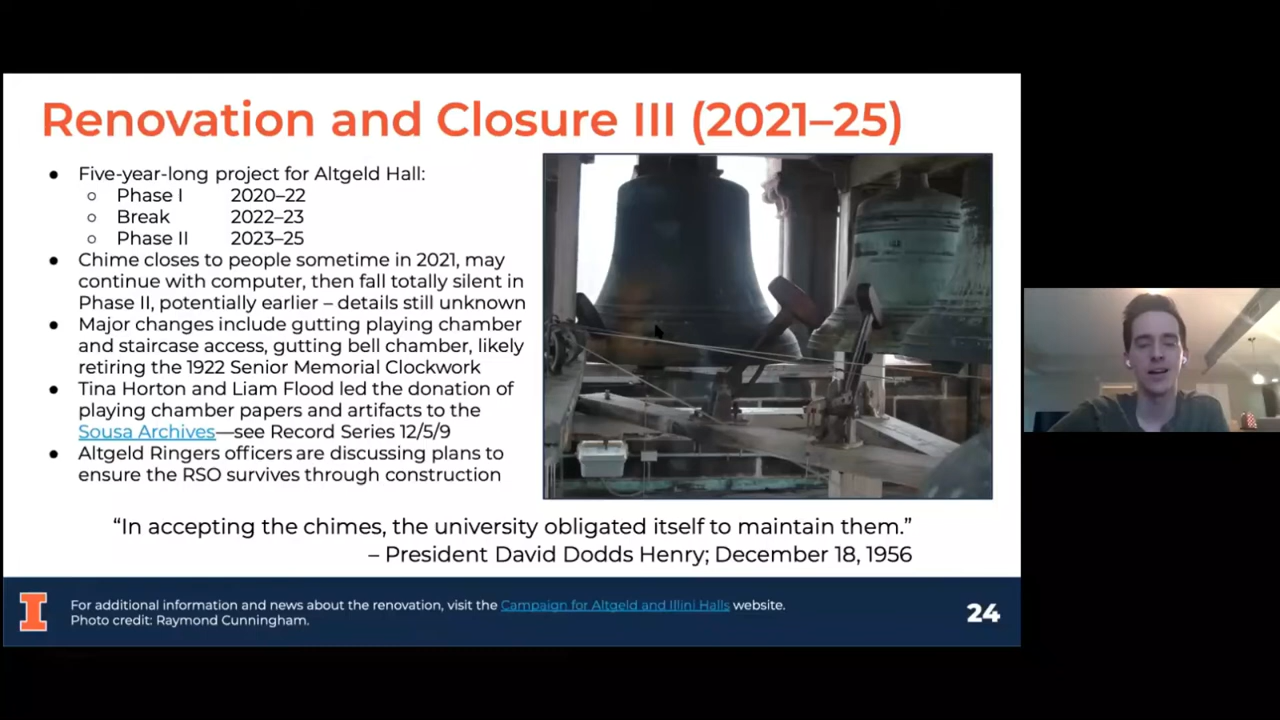 Renovation and Closure III (2021–25)
● Five-year-long project for Altgeld Hall:
○ Phase I 2020–22
○ Break 2022–23
○ Phase II 2023–25
● Chime closes to people sometime in 2021, may
continue with computer, then fall totally silent in
Phase II, potentially earlier – details still unknown
● Major changes include gutting playing chamber
and staircase access, gutting bell chamber, likely
retiring the 1922 Senior Memorial Clockwork
● Tina Horton and Liam Flood led the donation of
playing chamber papers and artifacts to the
Sousa Archives—see Record Series 12/5/9
● Altgeld Ringers officers are discussing plans to
ensure the RSO survives through construction
“In accepting the chimes, the university obligated itself to maintain them.”
– President David Dodds Henry; December 18, 1956
For additional information and news about the renovation, visit the Campaign for Altgeld and Illini Halls website.
Photo credit: Raymond Cunningham.
24